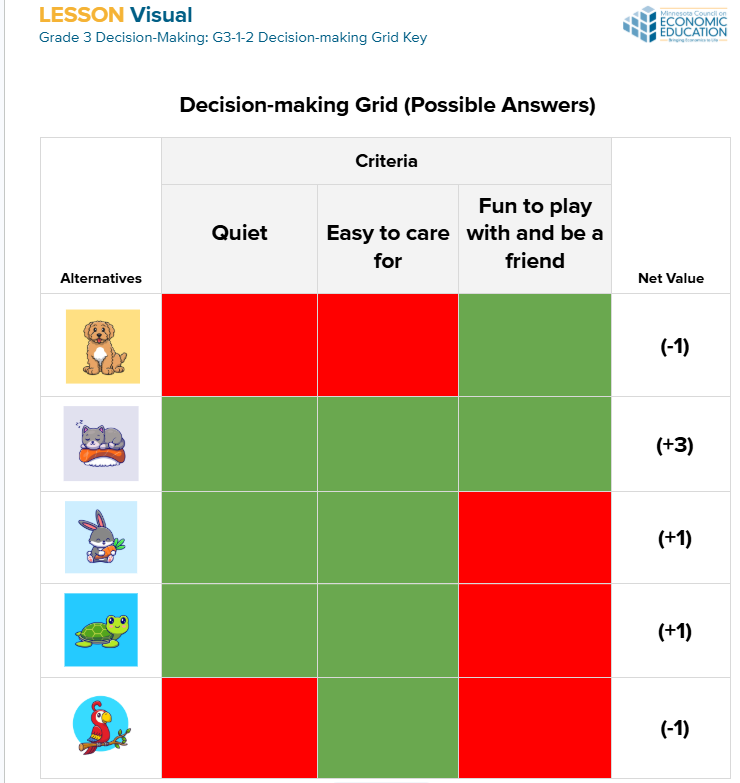 LESSON Visual
Grade 3 Decision-Making: G3-1-2 Decision-making Grid Key
Minnesota Council on
ECONOMIC
EDUCATION
Bringing Economics to Life
Decision-making Grid (Possible Answers)
Criteria
Quiet
Easy to care
for
Fun to play
with and be a
friend
Alternatives
Net Value
(-1)
(+3)
(+1)
(+1)
(-1)